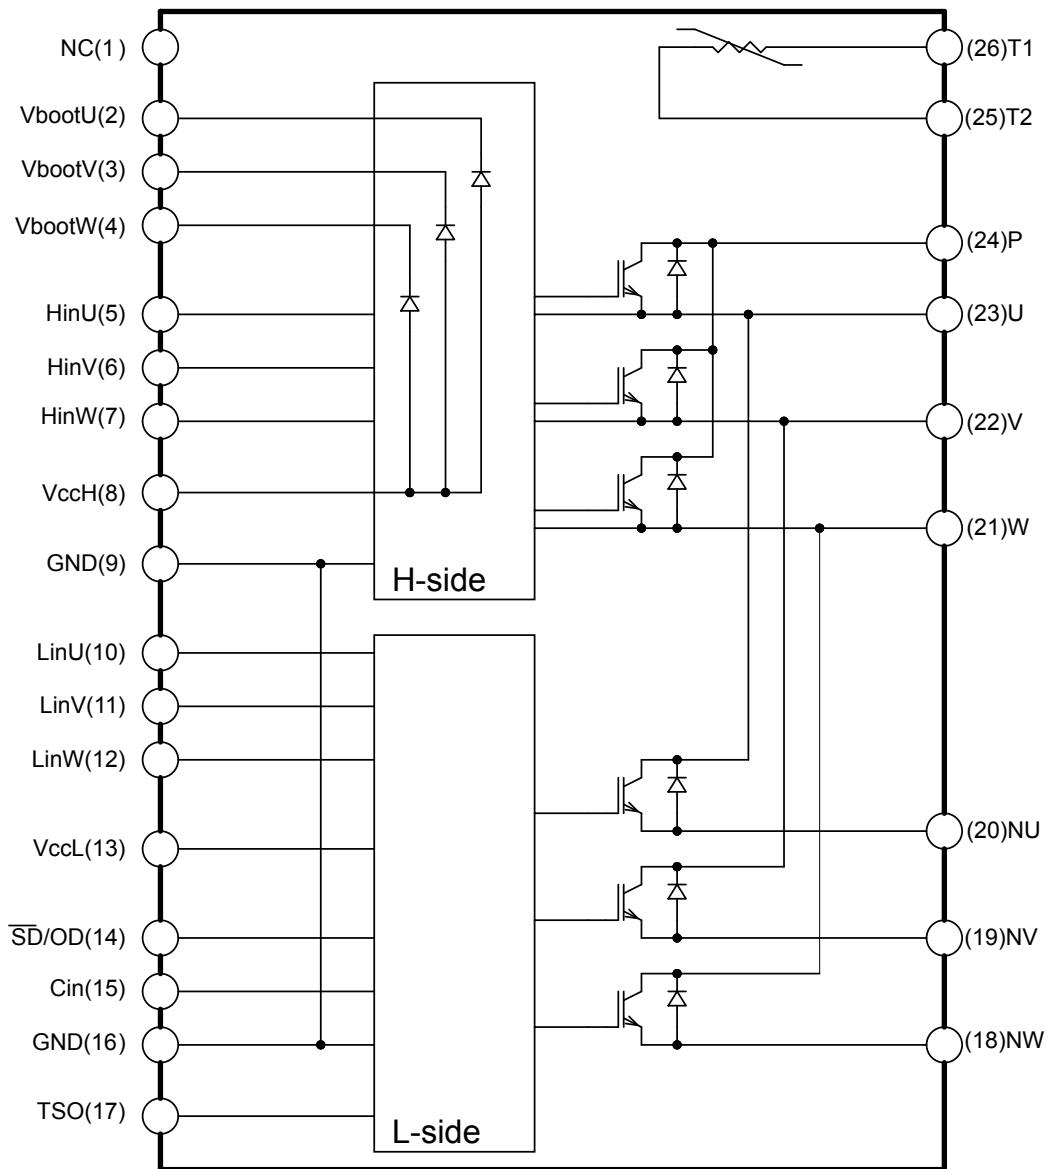 NC(1)
(26)T1
VbootU(2)
(25)T2
VbootV(3)
VbootW(4)
(24)P
HinU(5)
(23)U
HinV(6)
HinW(7)
(22)V
VccH(8)
(21)W
GND(9)
H-side
LinU(10)
LinV(11)
LinW(12)
(20)NU
VccL(13)
S̅D̅/OD(14)
(19)NV
Cin(15)
GND(16)
(18)NW
TSO(17)
L-side